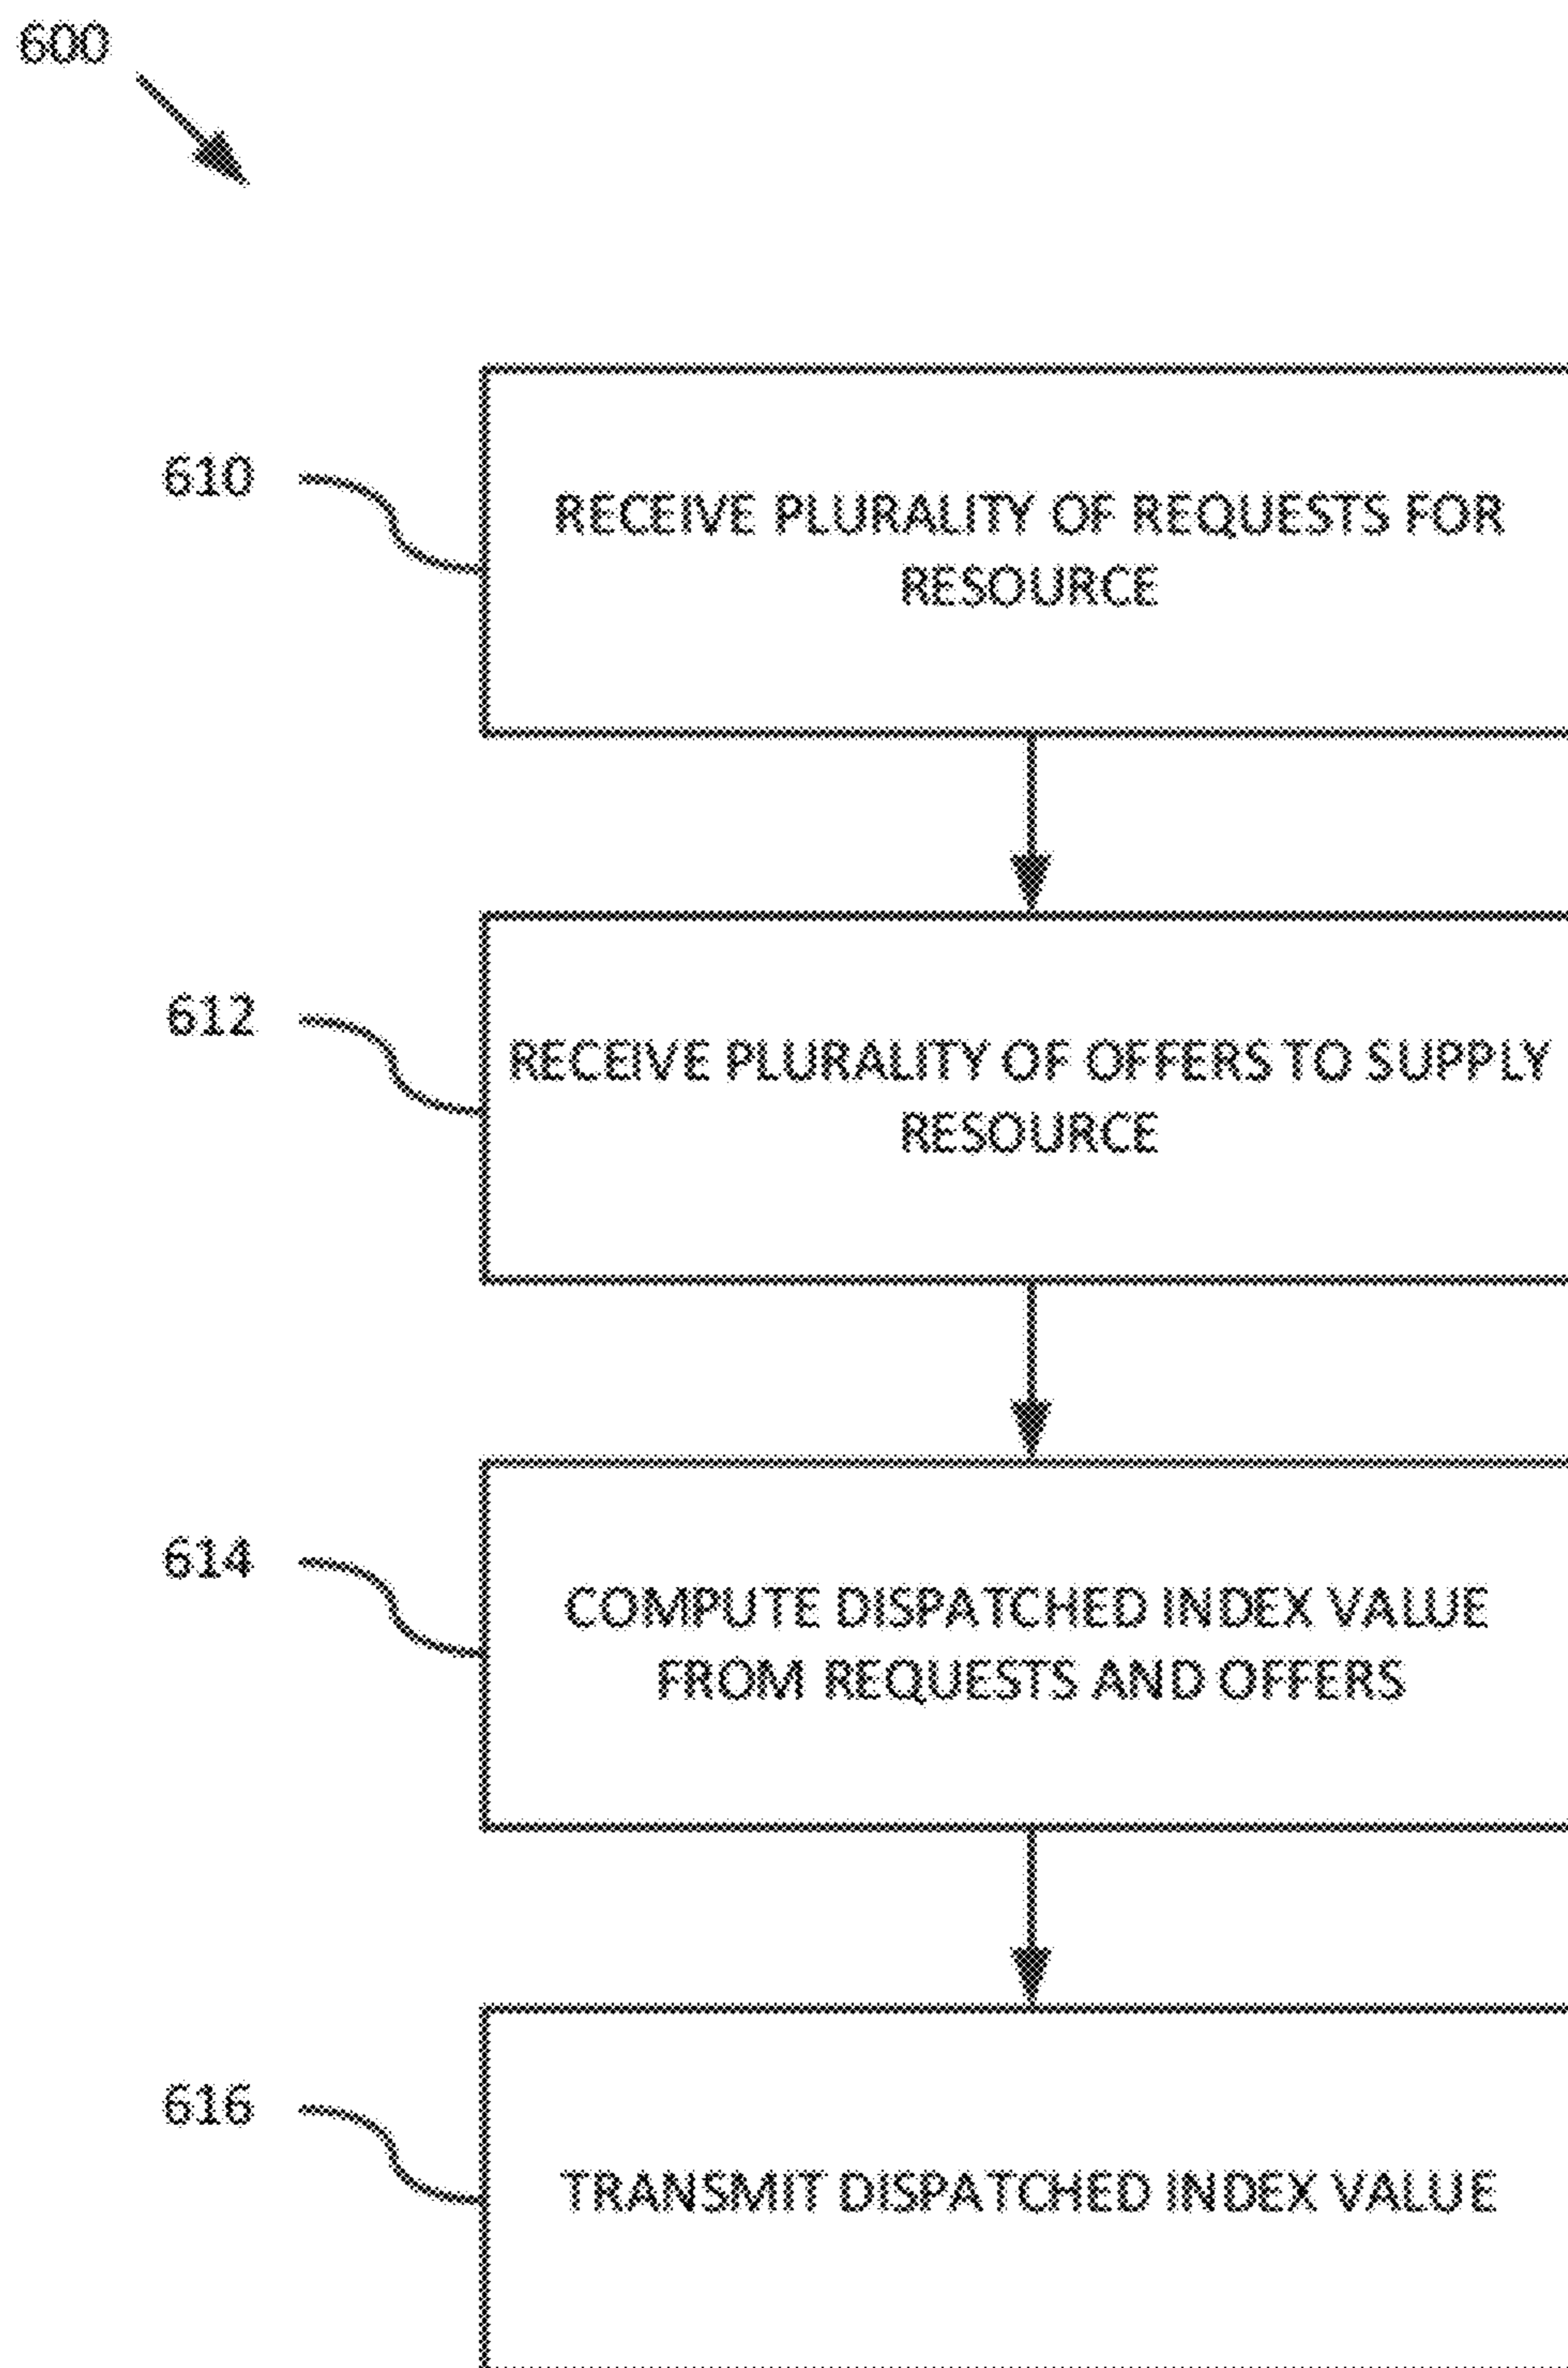 600
610
RECEIVE PLURALITY OF REQUESTS FOR
RESOURCE
612
RECEIVE PLURALITY OF OFFERS TO SUPPLY
RESOURCE
614
COMPUTE DISPATCHED INDEX VALUE
FROM REQUESTS AND OFFERS
616
TRANSMIT DISPATCHED INDEX VALUE